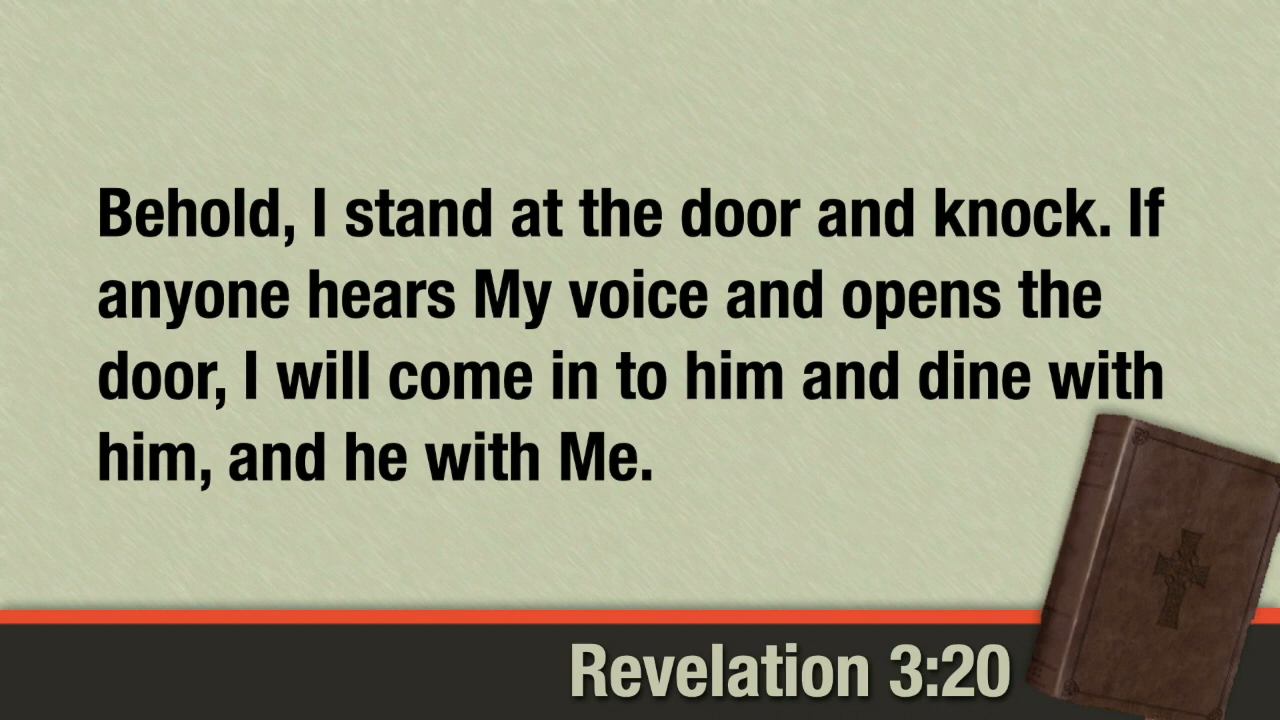 Behold, I stand at the door and knock. If
anyone hears My voice and opens the
door, I will come in to him and dine with
him, and he with Me.
Revelation 3:20